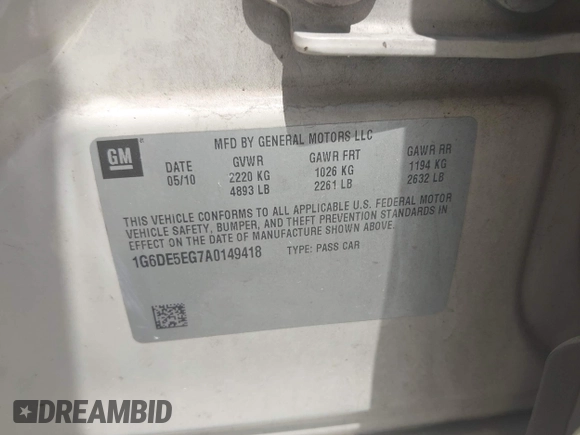 GM
MFD BY GENERAL MOTORS LLC
DATE GVWR GAWR FRT GAWR RR
05/10 2220 KG 1026 KG 1194 KG
4893 LB 2261 LB 2632 LB
THIS VEHICLE CONFORMS TO ALL APPLICABLE U.S. FEDERAL MOTOR
VEHICLE SAFETY, BUMPER, AND THEFT PREVENTION STANDARDS IN
EFFECT ON THE DATE OF MANUFACTURE SHOWN ABOVE.
1G6DE5EG7A0149418 TYPE: PASS CAR
DREAMBID